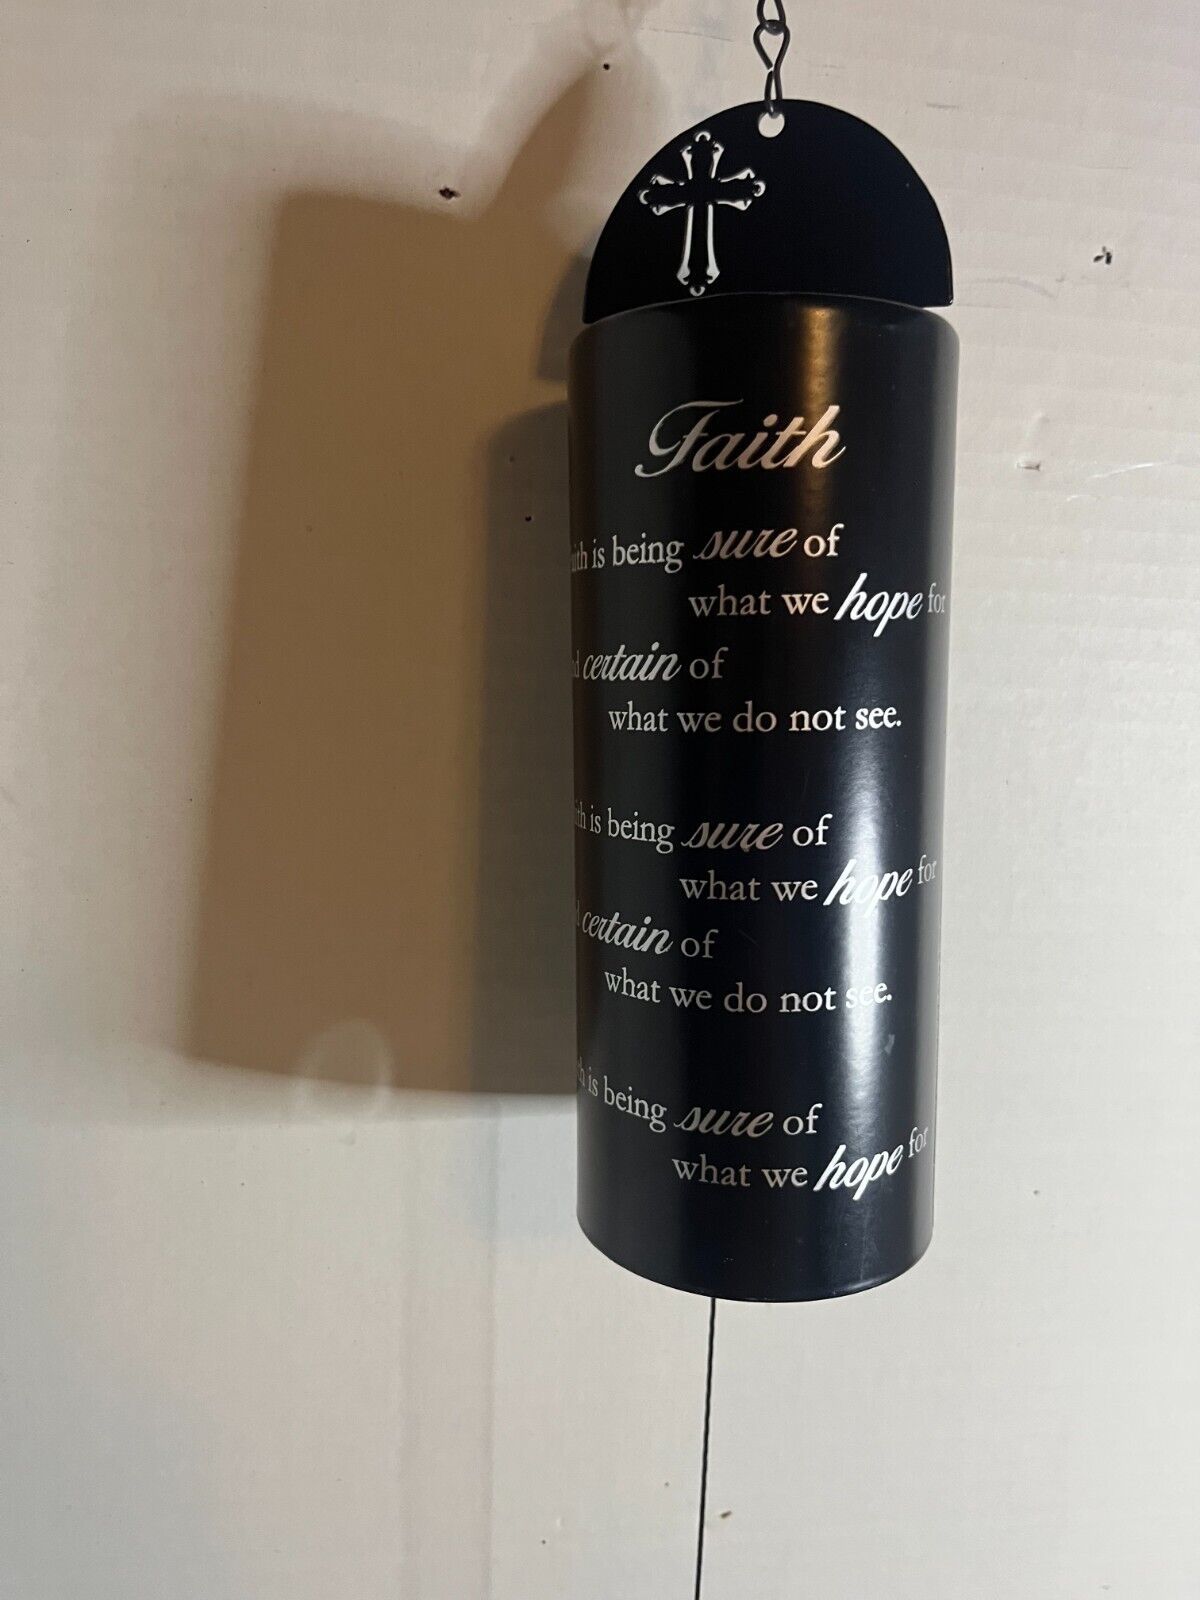 Faith
is being sure of
what we hope for
certain of
what we do not see.
is being sure of
what we hope for
certain of
what we do not see.
is being sure of
what we hope for